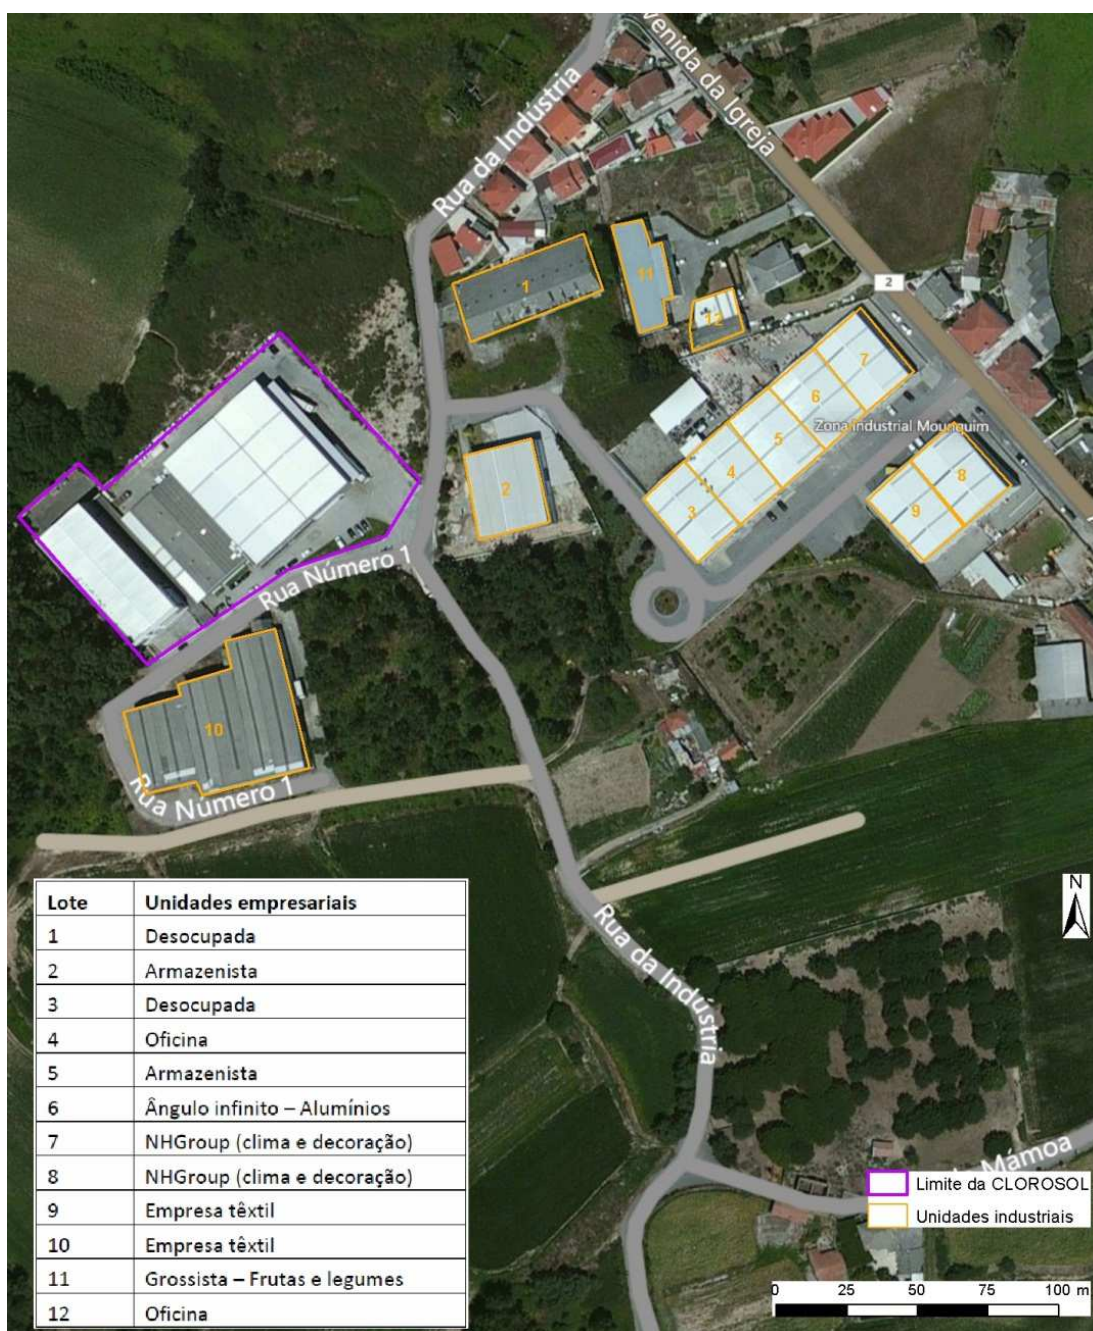 Avenida da Igreja
Rua da Indústria
1
11
12
2
7
6
Zona Industrial Mouquim
5
4
3
8
9
2
Rua Número 1
10
Rua Número 1
Rua da Indústria
Mámoa
Lote Unidades empresariais
1 Desocupada
2 Armazenista
3 Desocupada
4 Oficina
5 Armazenista
6 Ângulo infinito – Alumínios
7 NHGroup (clima e decoração)
8 NHGroup (clima e decoração)
9 Empresa têxtil
10 Empresa têxtil
11 Grossista – Frutas e legumes
12 Oficina
N
Limite da CLOROSOL
Unidades industriais
0 25 50 75 100 m